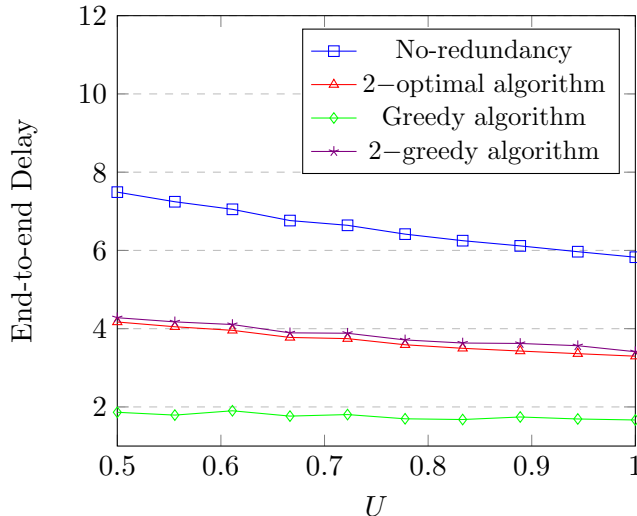 12
10
8
6
4
2
End-to-end Delay
No-redundancy
2−optimal algorithm
Greedy algorithm
2−greedy algorithm
0.5 0.6 0.7 0.8 0.9 1
U